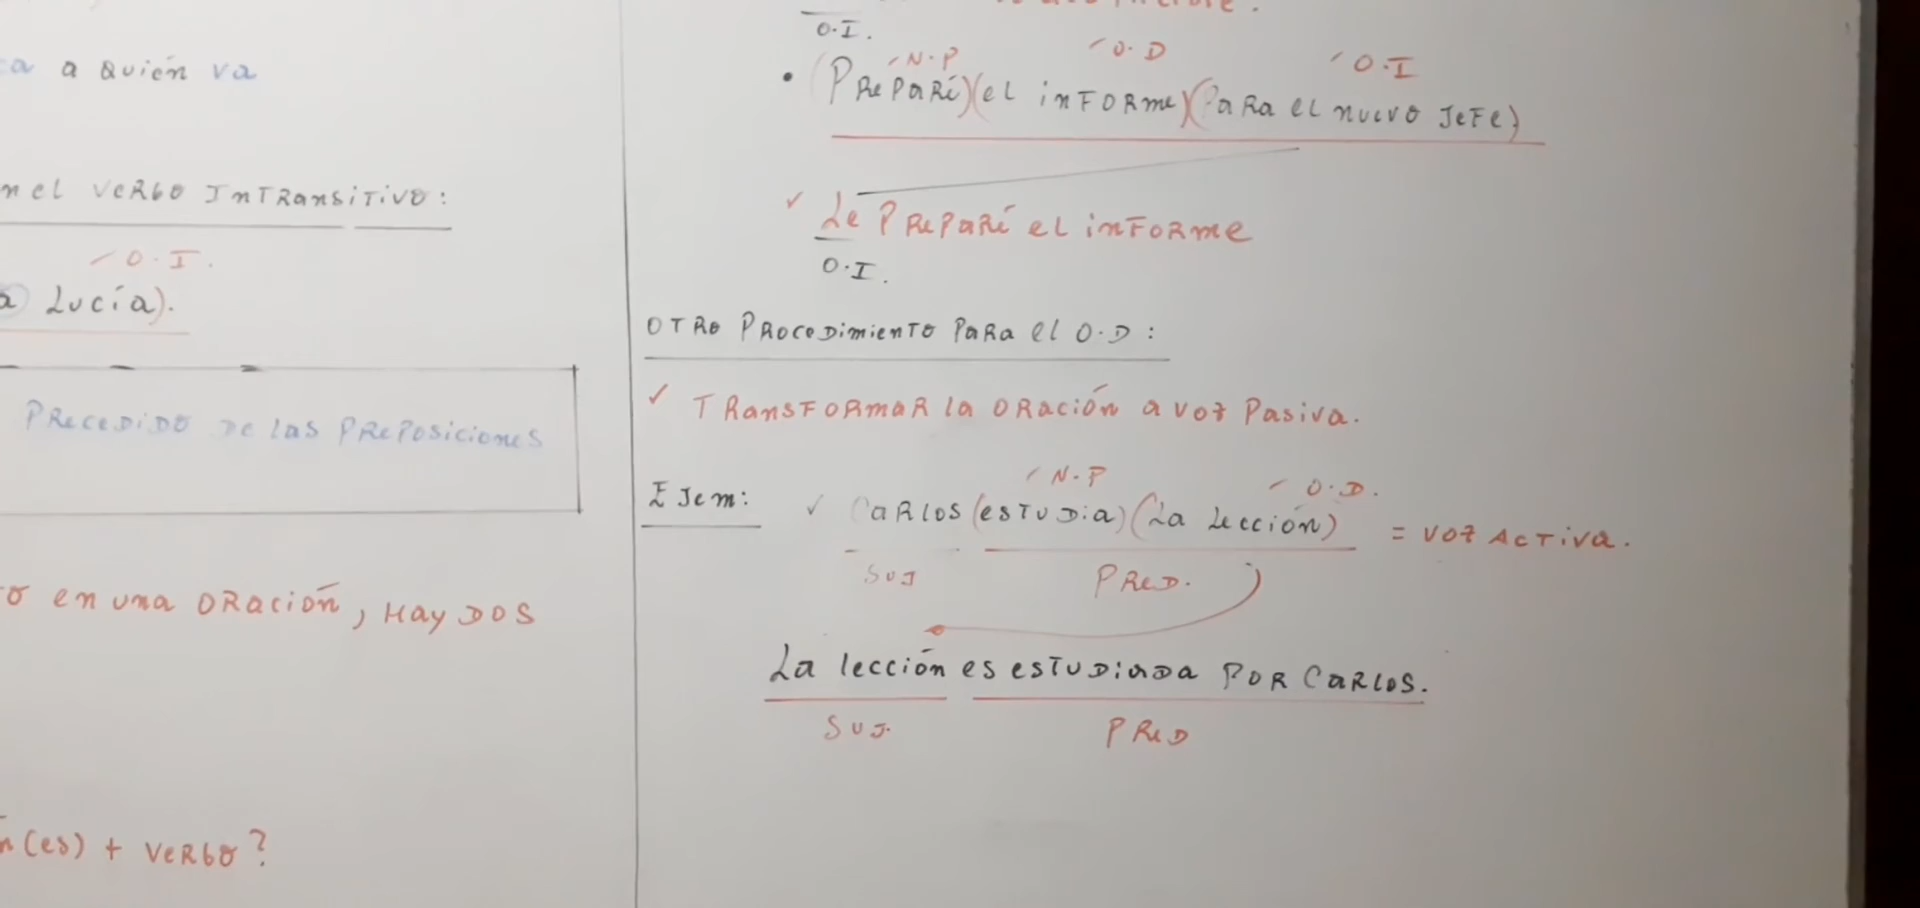 a quién va
n el verbo intransitivo:
O.I.
a Lucía).
Precedido de las preposiciones
o en una oración, hay dos
n(es) + verbo?
O.I.
N.P O.D O.I
• (Preparé)(el informe)(Para el nuevo Jefe)
✓ Le Preparé el informe
O.I.
Otro Procedimiento Para el O.D:
✓ Transformar la oración a voz Pasiva.
N.P O.D.
Ejem: ✓ Carlos (estudia) (La lección) = voz Activa.
Suj Pred.
La lección es estudiada por Carlos.
Suj. Pred